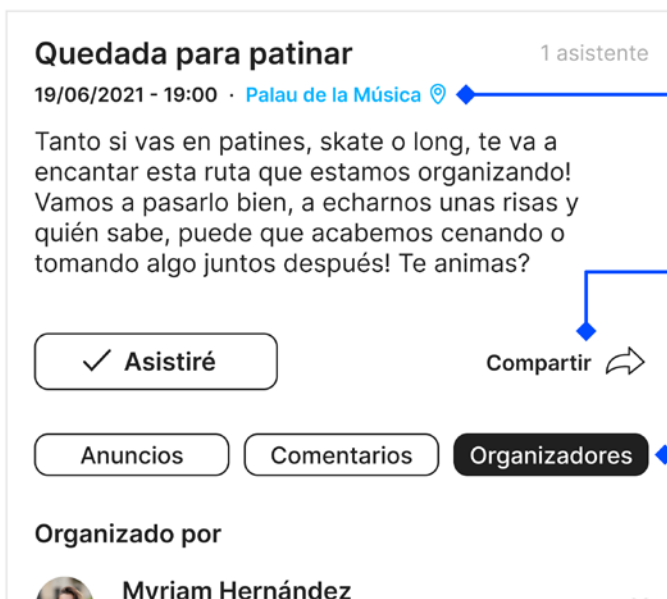 Quedada para patinar
1 asistente
19/06/2021 - 19:00 · Palau de la Música
Tanto si vas en patines, skate o long, te va a
encantar esta ruta que estamos organizando!
Vamos a pasarlo bien, a echarnos unas risas y
quién sabe, puede que acabemos cenando o
tomando algo juntos después! Te animas?
Asistiré
Compartir
Anuncios
Comentarios
Organizadores
Organizado por
Myriam Hernández